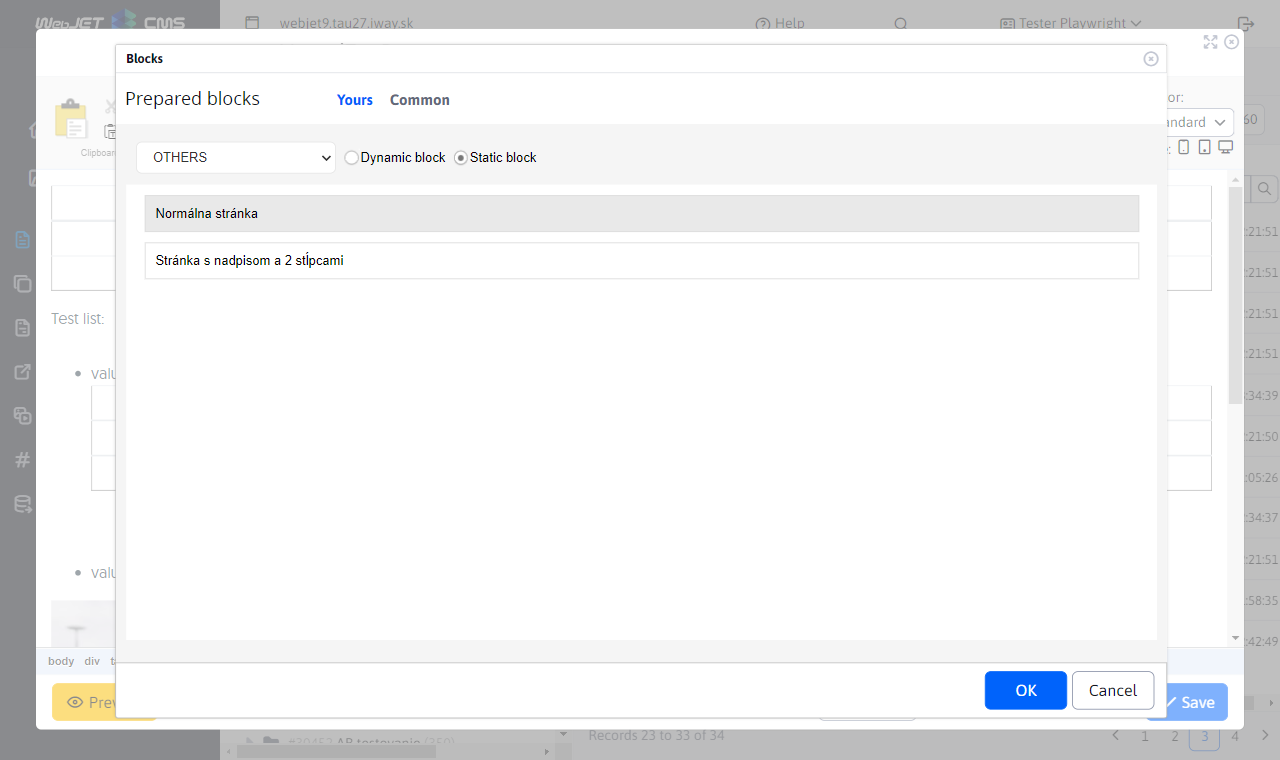 WebJET CMS
webjet9.tau27.iway.sk
Help
Tester Playwright
Blocks
Prepared blocks
Yours
Common
OTHERS
Dynamic block
Static block
Normálna stránka
Stránka s nadpisom a 2 stĺpcami
Clipboar
or:
andard
60
:21:51
:21:51
:21:51
:21:51
:34:39
:21:50
:05:26
:34:37
:21:51
:58:35
:42:49
Test list:
valu
valu
body div ta
OK
Cancel
Prev
Save
AB testovanie (350)
Records 23 to 33 of 34
1 2 3 4